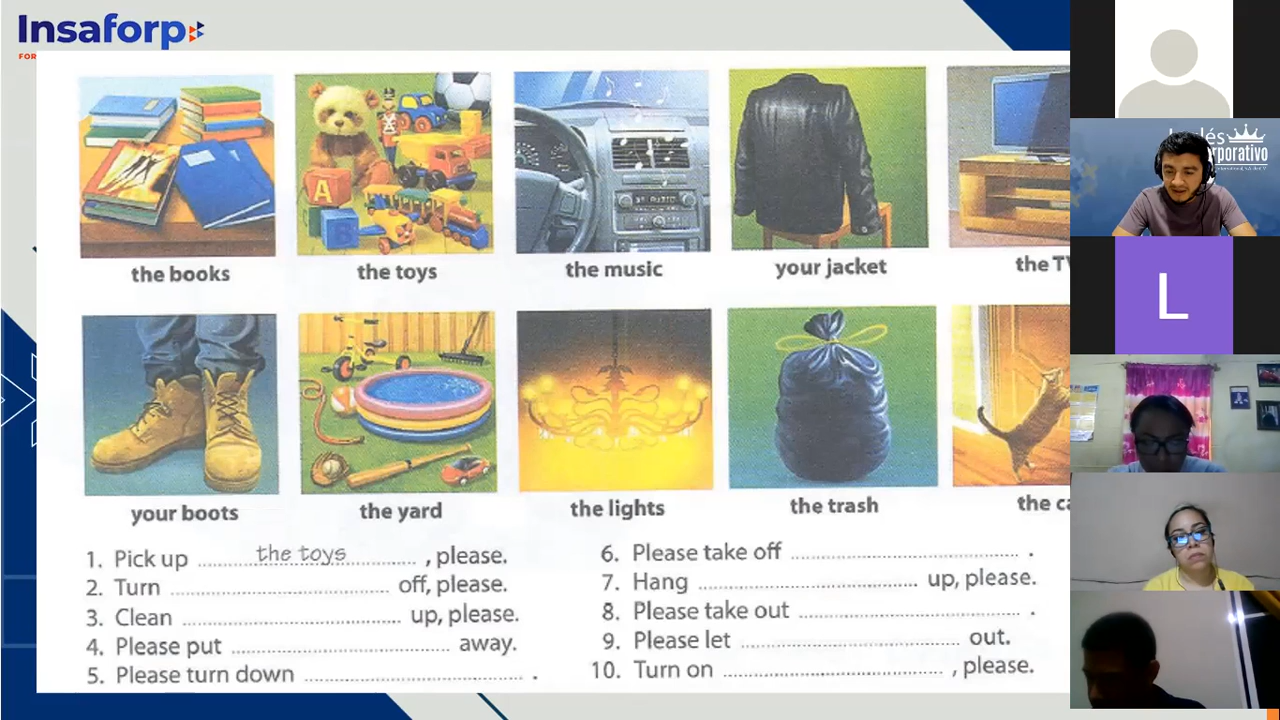 Insaforp
FOR
the books
the toys
the music
your jacket
the TV
your boots
the yard
the lights
the trash
the ca
1. Pick up the toys , please.
2. Turn off, please.
3. Clean up, please.
4. Please put away.
5. Please turn down .
6. Please take off .
7. Hang up, please.
8. Please take out .
9. Please let out.
10. Turn on , please.
lés
rporativo
L
A